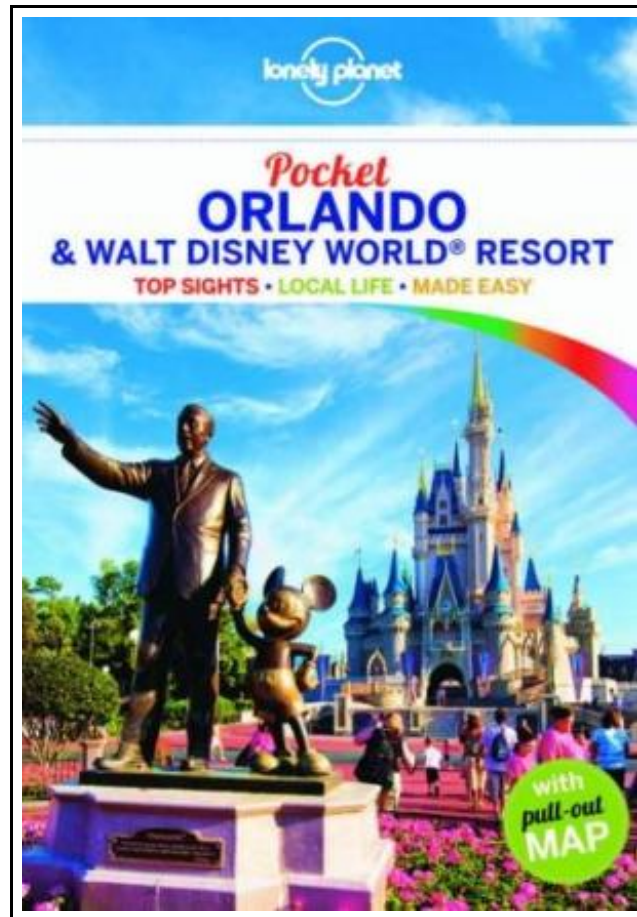 lonely planet
Pocket
ORLANDO
& WALT DISNEY WORLD® RESORT
TOP SIGHTS • LOCAL LIFE • MADE EASY
with
pull-out
MAP